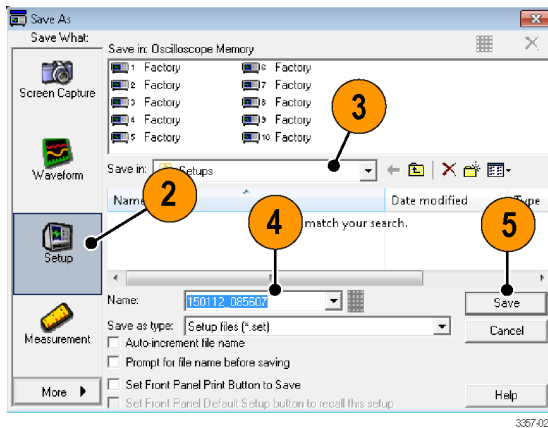 Save As
Save What:
Save in: Oscilloscope Memory
1 Factory
2 Factory
3 Factory
4 Factory
5 Factory
6 Factory
7 Factory
8 Factory
9 Factory
10 Factory
Screen Capture
Waveform
Setup
Measurement
More
3
Save in: Setups
2
Name
Date modified
Type
4
match your search.
5
Name: 150112_085607
Save
Save as type: Setup files (*.set)
Cancel
Auto-increment file name
Prompt for file name before saving
Set Front Panel Print Button to Save
Set Front Panel Default Setup button to recall this setup
Help
3357-02